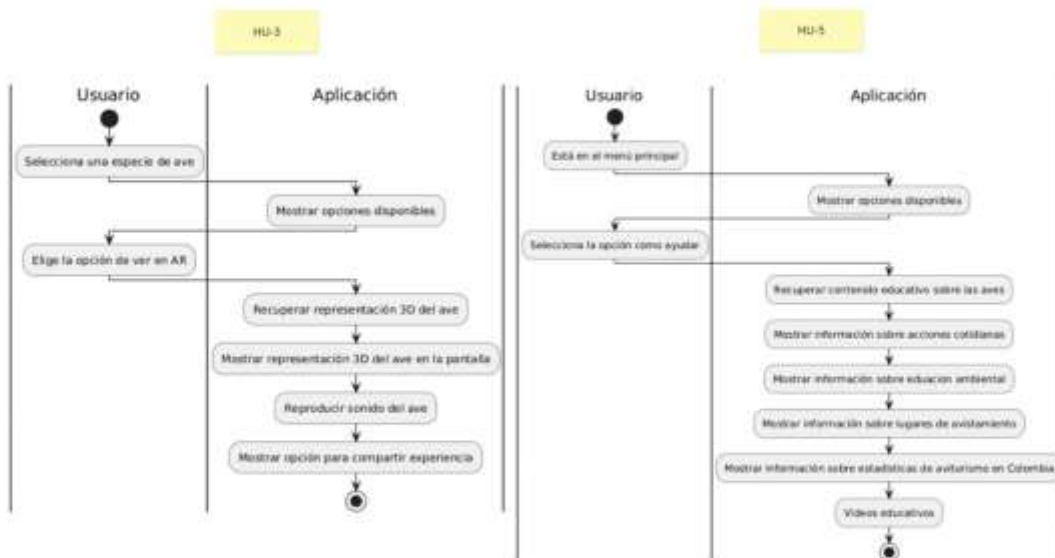 HU-3
Usuario
Aplicación
Selecciona una especie de ave
Mostrar opciones disponibles
Elige la opción de ver en AR
Recuperar representación 3D del ave
Mostrar representación 3D del ave en la pantalla
Reproducir sonido del ave
Mostrar opción para compartir experiencia
HU-5
Usuario
Aplicación
Está en el menú principal
Mostrar opciones disponibles
Selecciona la opción como ayudar
Recuperar contenido educativo sobre las aves
Mostrar información sobre acciones cotidianas
Mostrar información sobre eduacion ambiental
Mostrar información sobre lugares de avistamiento
Mostrar información sobre estadísticas de aviturismo en Colombia
Videos educativos